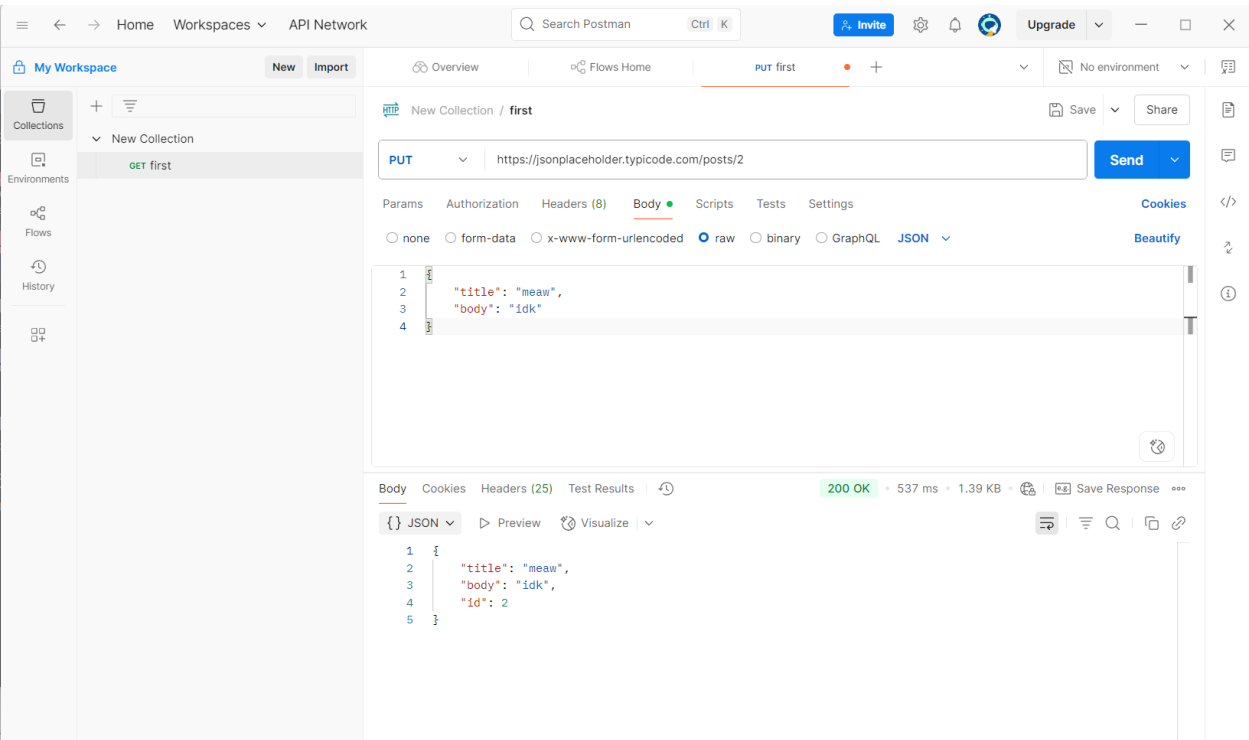 Home Workspaces API Network Search Postman Ctrl K Invite Upgrade
My Workspace New Import Overview Flows Home PUT first No environment
Collections
New Collection
GET first
Environments
Flows
History
HTTP New Collection / first Save Share
PUT https://jsonplaceholder.typicode.com/posts/2 Send
Params Authorization Headers (8) Body Scripts Tests Settings Cookies
none form-data x-www-form-urlencoded raw binary GraphQL JSON Beautify
1 {
2 "title": "meaw",
3 "body": "idk"
4 }
Body Cookies Headers (25) Test Results 200 OK 537 ms 1.39 KB e.g. Save Response
{} JSON Preview Visualize
1 {
2 "title": "meaw",
3 "body": "idk",
4 "id": 2
5 }